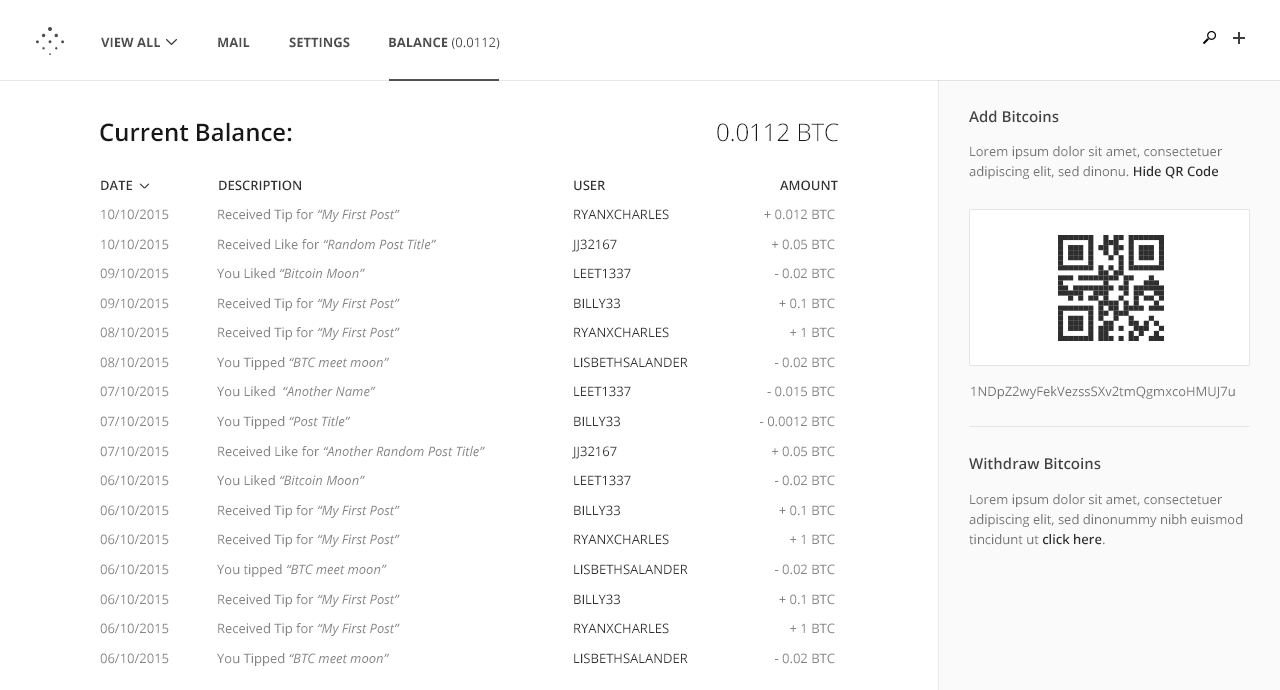 VIEW ALL MAIL SETTINGS BALANCE (0.0112)
Current Balance: 0.0112 BTC
DATE DESCRIPTION USER AMOUNT
10/10/2015 Received Tip for “My First Post” RYANXCHARLES + 0.012 BTC
10/10/2015 Received Like for “Random Post Title” JJ32167 + 0.05 BTC
09/10/2015 You Liked “Bitcoin Moon” LEET1337 - 0.02 BTC
09/10/2015 Received Tip for “My First Post” BILLY33 + 0.1 BTC
08/10/2015 Received Tip for “My First Post” RYANXCHARLES + 1 BTC
08/10/2015 You Tipped “BTC meet moon” LISBETHSALANDER - 0.02 BTC
07/10/2015 You Liked “Another Name” LEET1337 - 0.015 BTC
07/10/2015 You Tipped “Post Title” BILLY33 - 0.0012 BTC
07/10/2015 Received Like for “Another Random Post Title” JJ32167 + 0.05 BTC
06/10/2015 You Liked “Bitcoin Moon” LEET1337 - 0.02 BTC
06/10/2015 Received Tip for “My First Post” BILLY33 + 0.1 BTC
06/10/2015 Received Tip for “My First Post” RYANXCHARLES + 1 BTC
06/10/2015 You tipped “BTC meet moon” LISBETHSALANDER - 0.02 BTC
06/10/2015 Received Tip for “My First Post” BILLY33 + 0.1 BTC
06/10/2015 Received Tip for “My First Post” RYANXCHARLES + 1 BTC
06/10/2015 You Tipped “BTC meet moon” LISBETHSALANDER - 0.02 BTC
Add Bitcoins
Lorem ipsum dolor sit amet, consectetuer
adipiscing elit, sed dinonu. Hide QR Code
1NDpZ2wyFekVezssSXv2tmQgmxcoHMUJ7u
Withdraw Bitcoins
Lorem ipsum dolor sit amet, consectetuer
adipiscing elit, sed dinonummy nibh euismod
tincidunt ut click here.